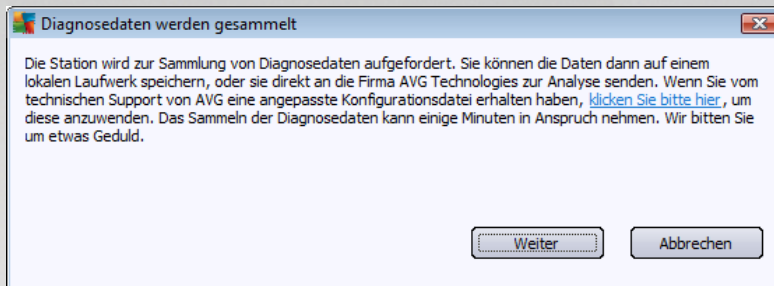 Diagnosedaten werden gesammelt
Die Station wird zur Sammlung von Diagnosedaten aufgefordert. Sie können die Daten dann auf einem
lokalen Laufwerk speichern, oder sie direkt an die Firma AVG Technologies zur Analyse senden. Wenn Sie vom
technischen Support von AVG eine angepasste Konfigurationsdatei erhalten haben, klicken Sie bitte hier, um
diese anzuwenden. Das Sammeln der Diagnosedaten kann einige Minuten in Anspruch nehmen. Wir bitten Sie
um etwas Geduld.
Weiter
Abbrechen